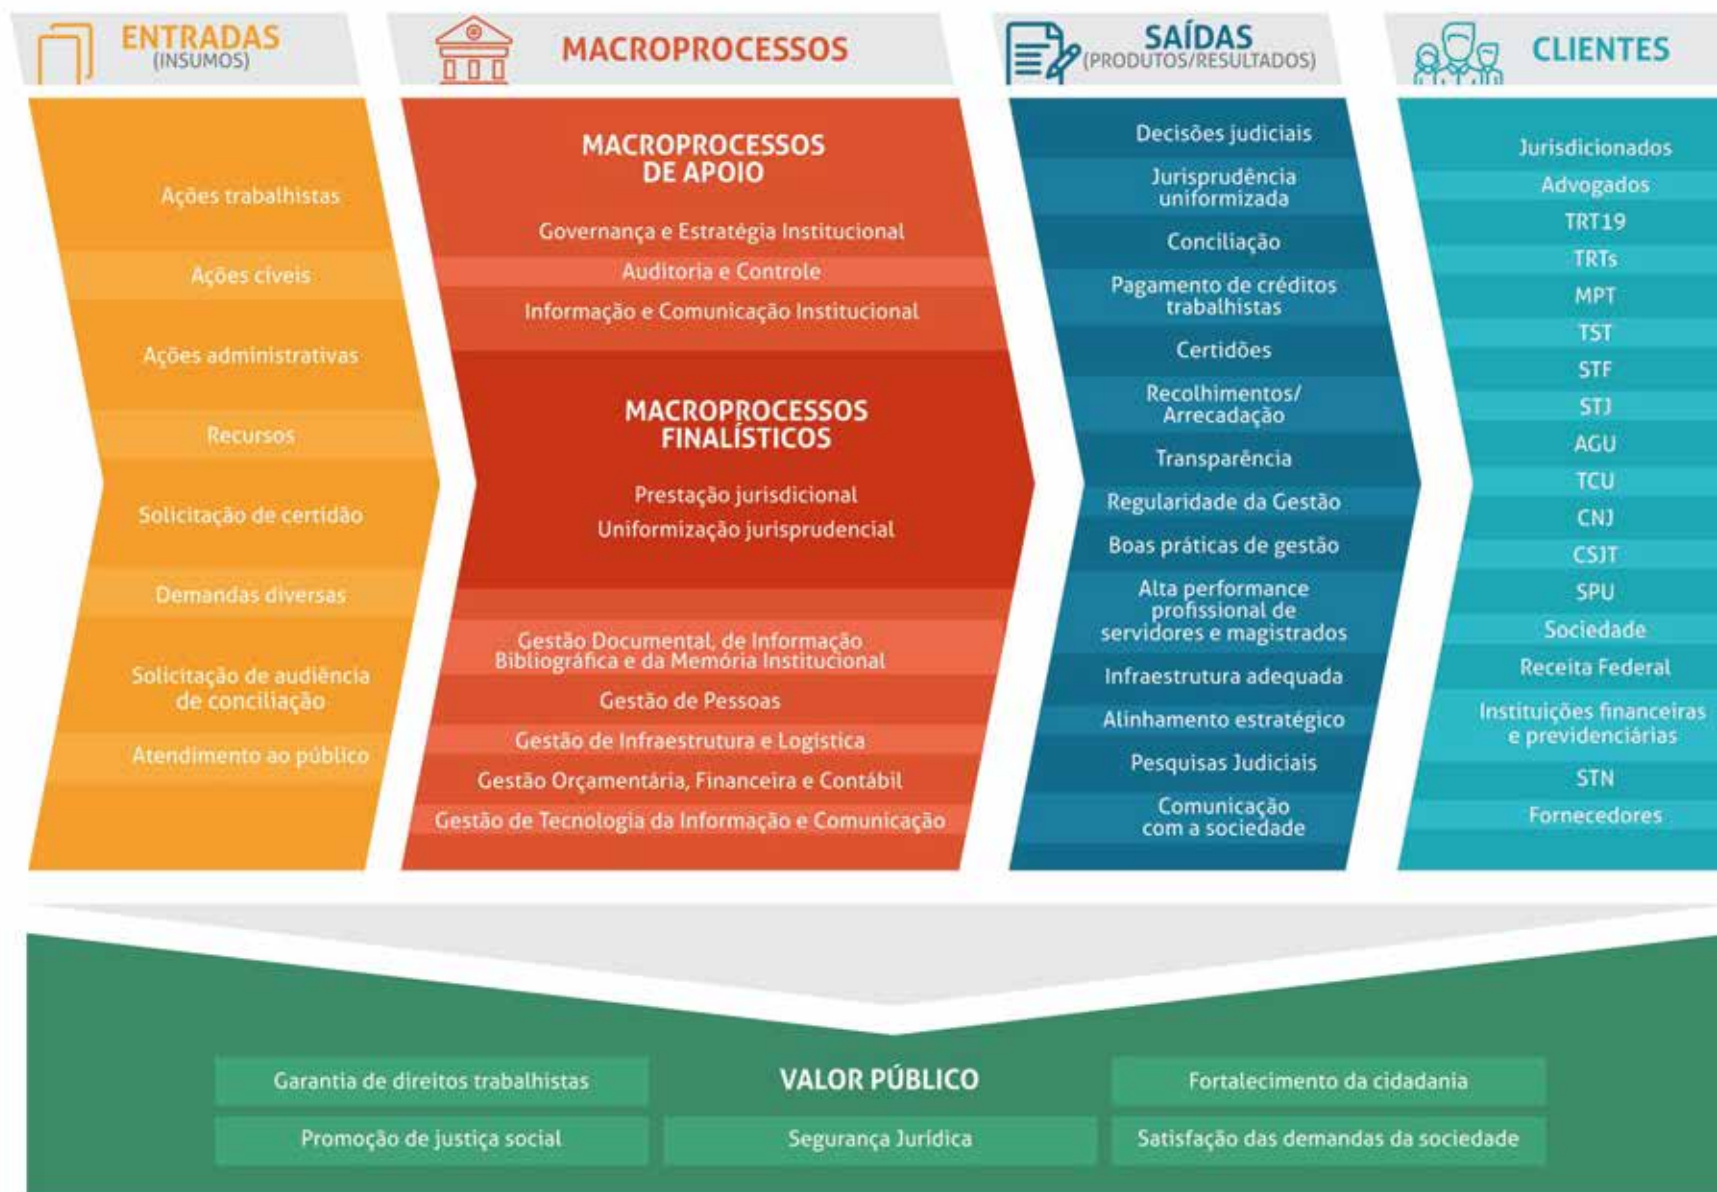 ENTRADAS
(INSUMOS)
Ações trabalhistas
Ações cíveis
Ações administrativas
Recursos
Solicitação de certidão
Demandas diversas
Solicitação de audiência
de conciliação
Atendimento ao público
MACROPROCESSOS
MACROPROCESSOS
DE APOIO
Governança e Estratégia Institucional
Auditoria e Controle
Informação e Comunicação Institucional
MACROPROCESSOS
FINALÍSTICOS
Prestação jurisdicional
Uniformização jurisprudencial
Gestão Documental, de Informação
Bibliográfica e da Memória Institucional
Gestão de Pessoas
Gestão de Infraestrutura e Logística
Gestão Orçamentária, Financeira e Contábil
Gestão de Tecnologia da Informação e Comunicação
SAÍDAS
(PRODUTOS/RESULTADOS)
Decisões judiciais
Jurisprudência
uniformizada
Conciliação
Pagamento de créditos
trabalhistas
Certidões
Recolhimentos/
Arrecadação
Transparência
Regularidade da Gestão
Boas práticas de gestão
Alta performance
profissional de
servidores e magistrados
Infraestrutura adequada
Alinhamento estratégico
Pesquisas Judiciais
Comunicação
com a sociedade
CLIENTES
Jurisdicionados
Advogados
TRT19
TRTs
MPT
TST
STF
STJ
AGU
TCU
CNJ
CSJT
SPU
Sociedade
Receita Federal
Instituições financeiras
e previdenciárias
STN
Fornecedores
VALOR PÚBLICO
Garantia de direitos trabalhistas
Fortalecimento da cidadania
Promoção de justiça social
Segurança Jurídica
Satisfação das demandas da sociedade